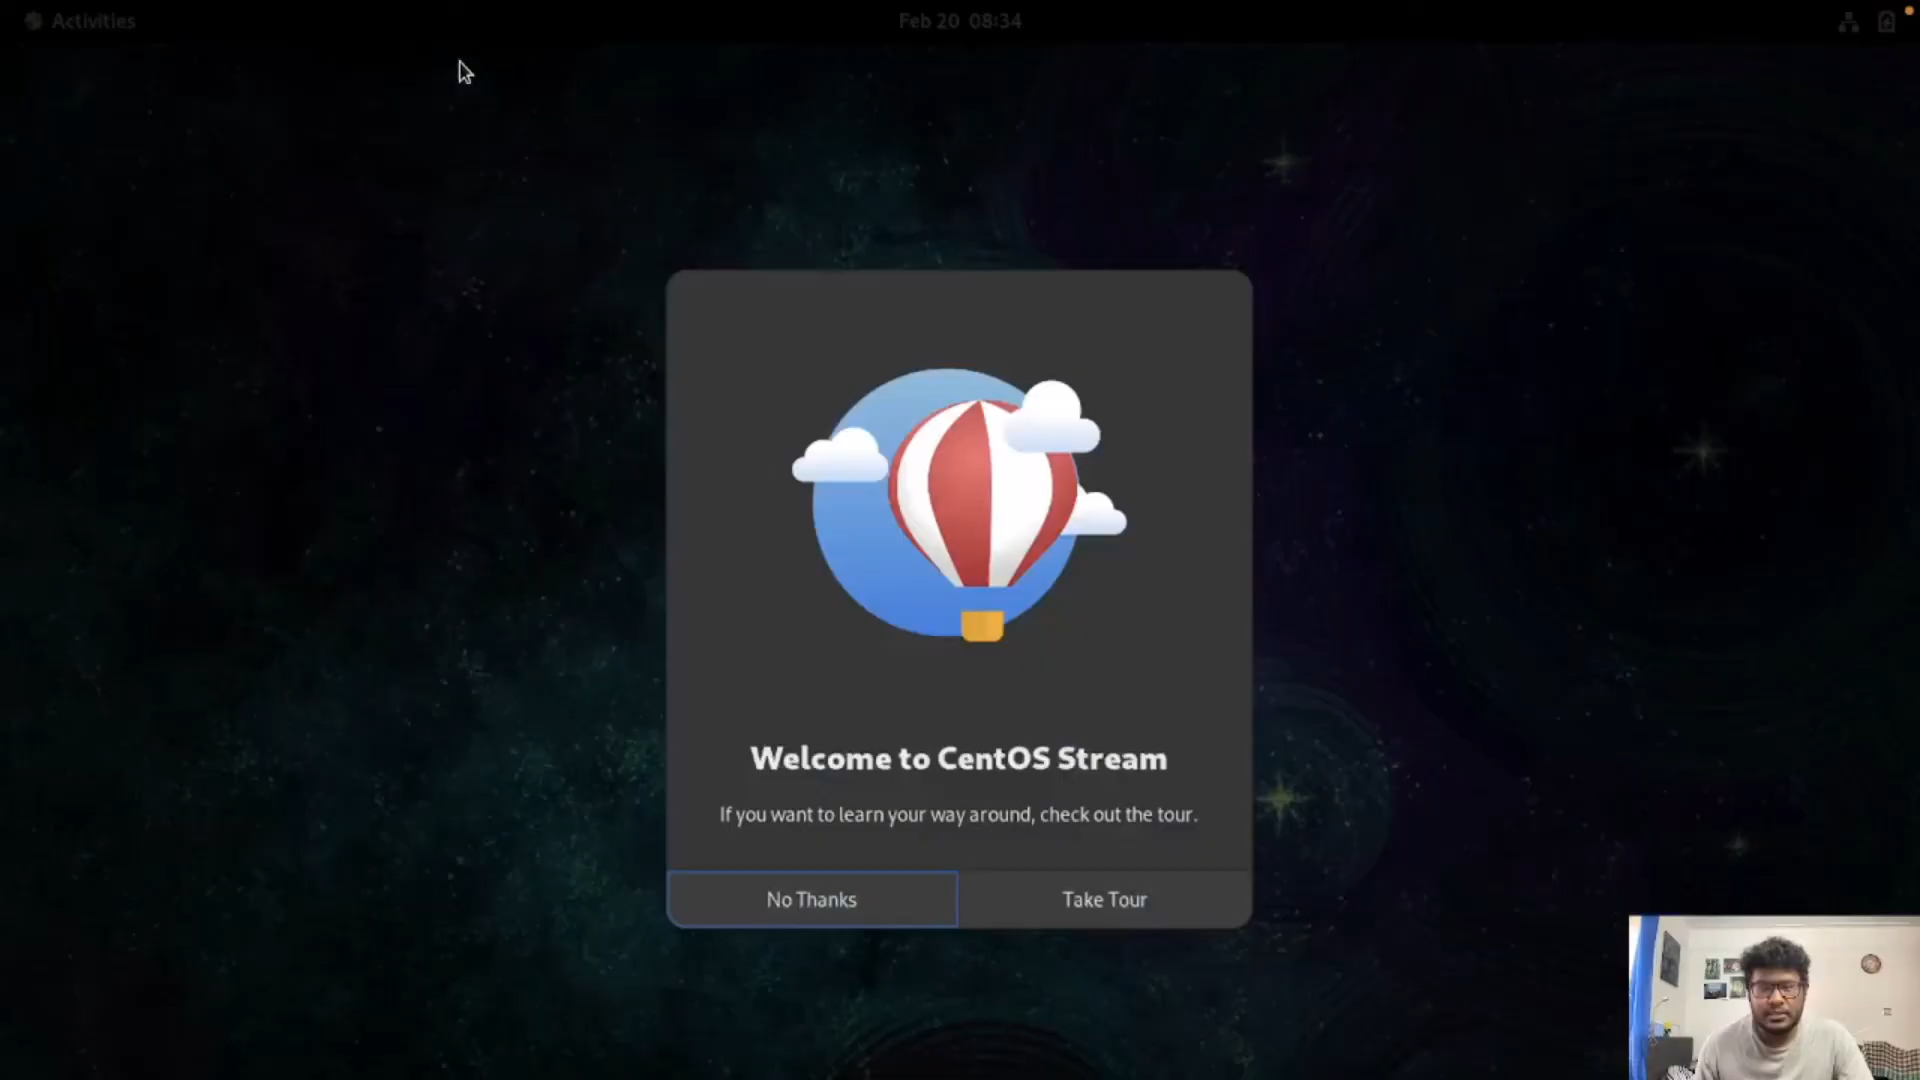 Activities
Feb 20 08:34
Welcome to CentOS Stream
If you want to learn your way around, check out the tour.
No Thanks
Take Tour